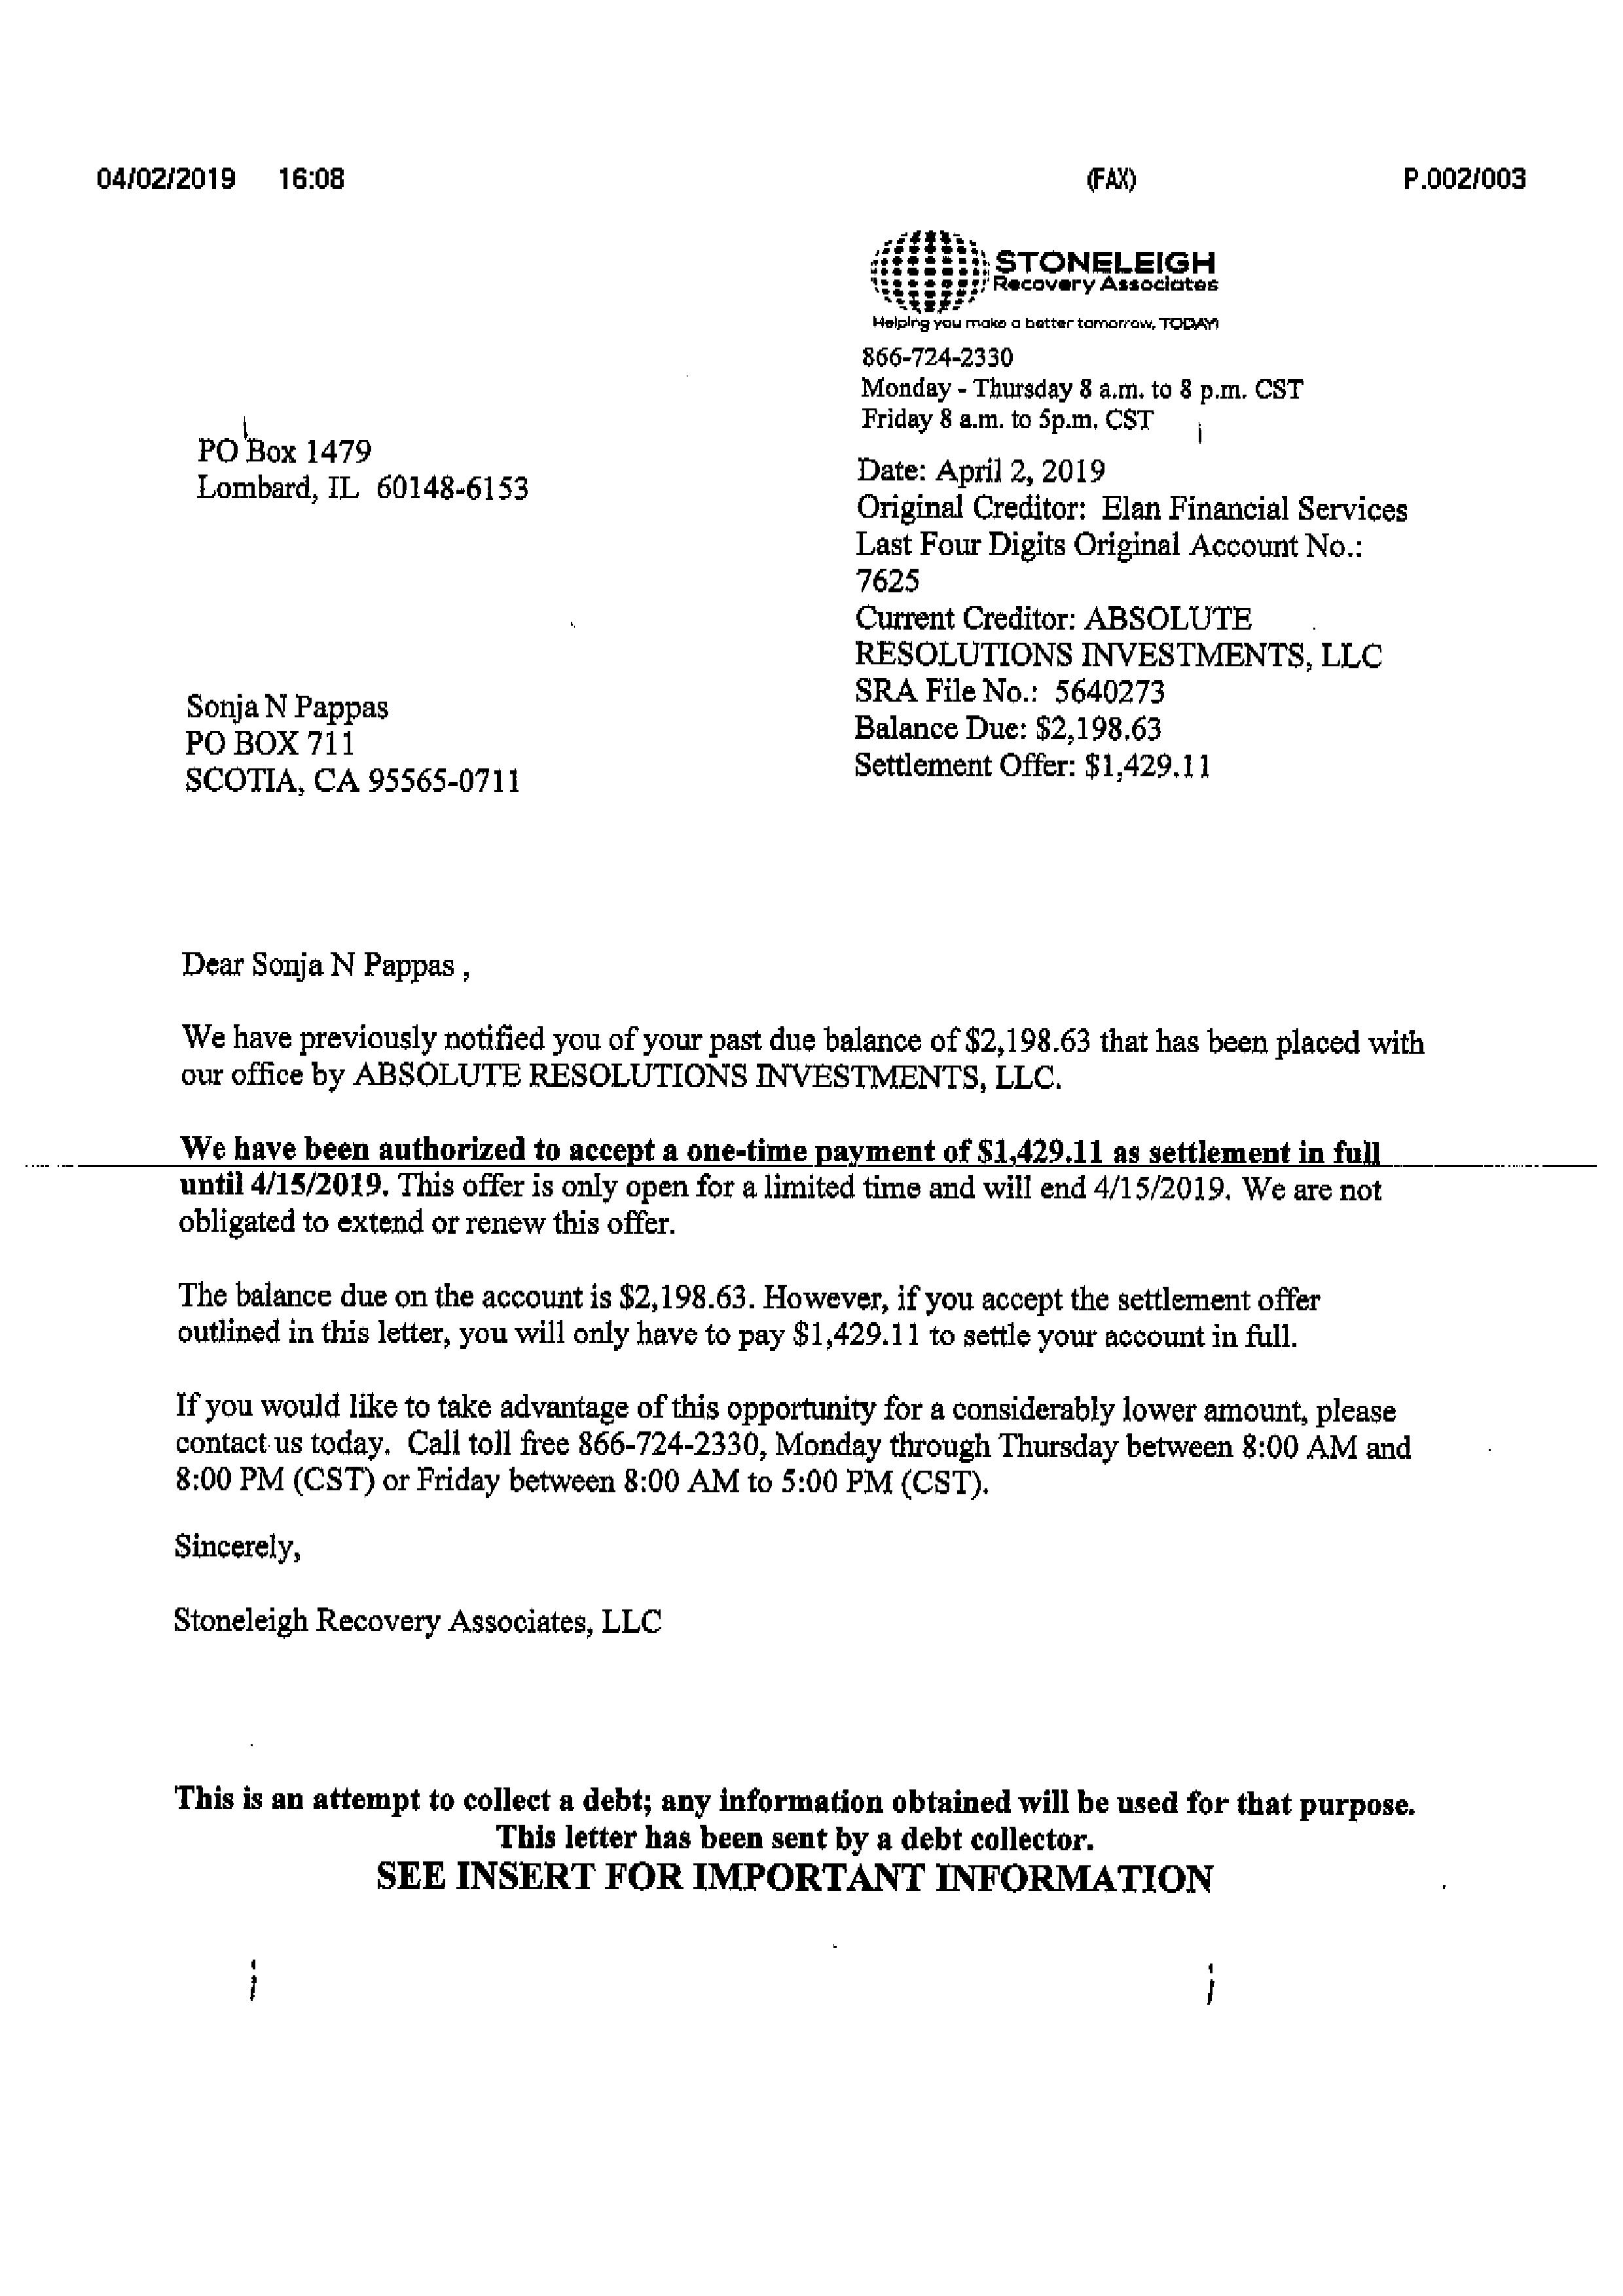 04/02/2019 16:08 (FAX) P.002/003
STONELEIGH
Recovery Associates
Helping you make a better tomorrow, TODAY!
866-724-2330
Monday - Thursday 8 a.m. to 8 p.m. CST
Friday 8 a.m. to 5p.m. CST
PO Box 1479
Lombard, IL 60148-6153
Date: April 2, 2019
Original Creditor: Elan Financial Services
Last Four Digits Original Account No.:
7625
Current Creditor: ABSOLUTE
RESOLUTIONS INVESTMENTS, LLC
SRA File No.: 5640273
Balance Due: $2,198.63
Settlement Offer: $1,429.11
Sonja N Pappas
PO BOX 711
SCOTIA, CA 95565-0711
Dear Sonja N Pappas ,
We have previously notified you of your past due balance of $2,198.63 that has been placed with
our office by ABSOLUTE RESOLUTIONS INVESTMENTS, LLC.
We have been authorized to accept a one-time payment of $1,429.11 as settlement in full
until 4/15/2019. This offer is only open for a limited time and will end 4/15/2019. We are not
obligated to extend or renew this offer.
The balance due on the account is $2,198.63. However, if you accept the settlement offer
outlined in this letter, you will only have to pay $1,429.11 to settle your account in full.
If you would like to take advantage of this opportunity for a considerably lower amount, please
contact us today. Call toll free 866-724-2330, Monday through Thursday between 8:00 AM and
8:00 PM (CST) or Friday between 8:00 AM to 5:00 PM (CST).
Sincerely,
Stoneleigh Recovery Associates, LLC
This is an attempt to collect a debt; any information obtained will be used for that purpose.
This letter has been sent by a debt collector.
SEE INSERT FOR IMPORTANT INFORMATION